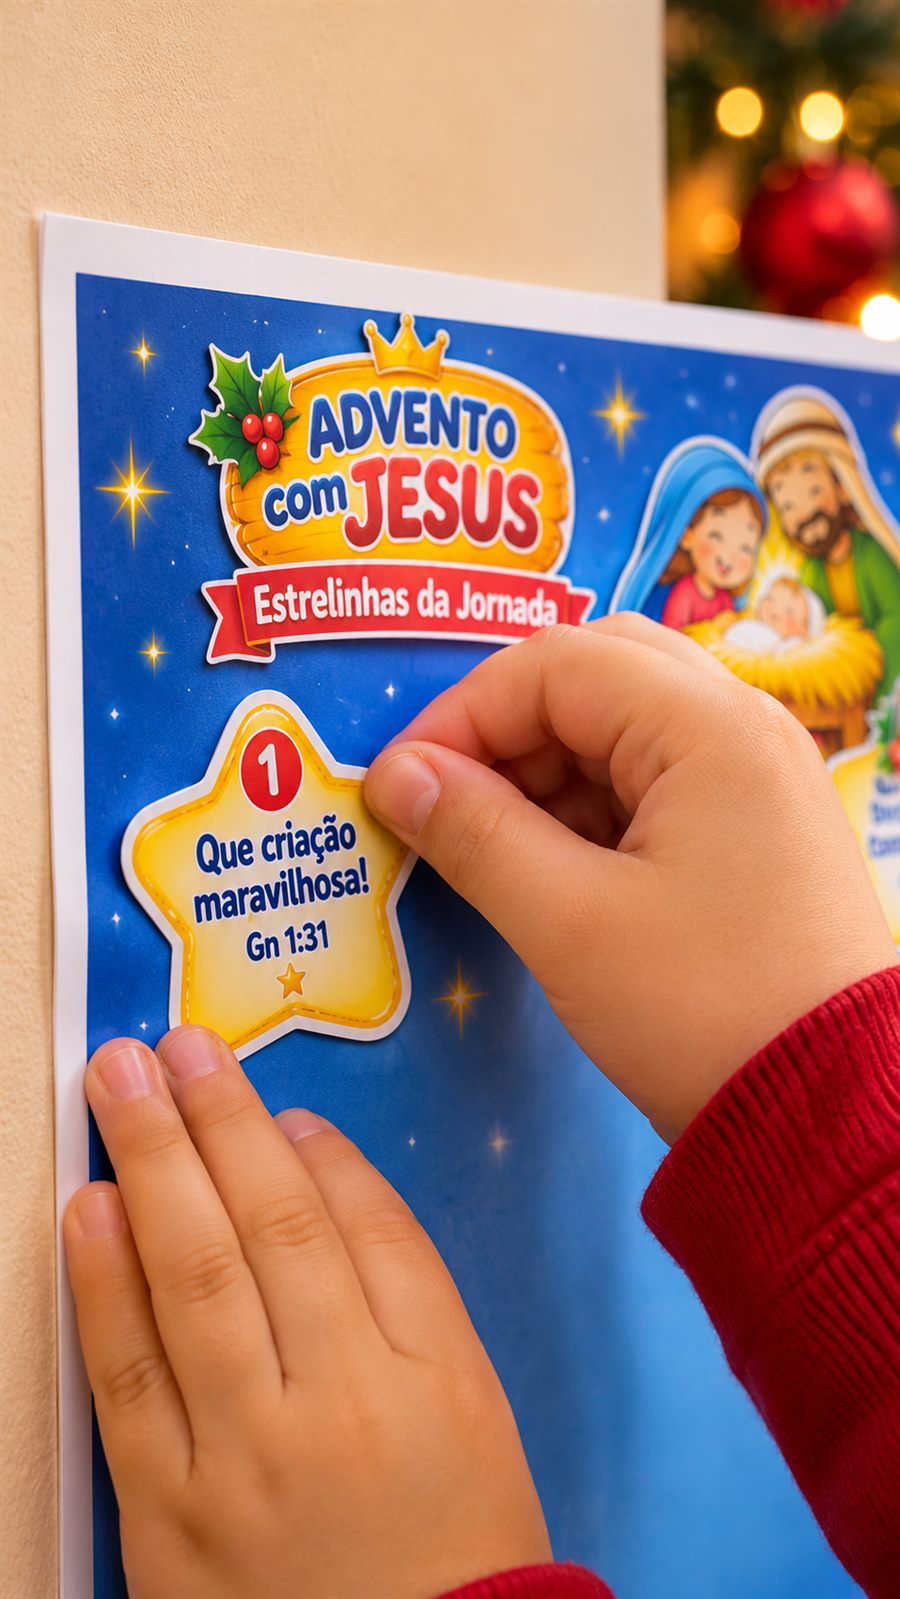 ADVENTO
com JESUS
Estrelinhas da Jornada
1
Que criação
maravilhosa!
Gn 1:31